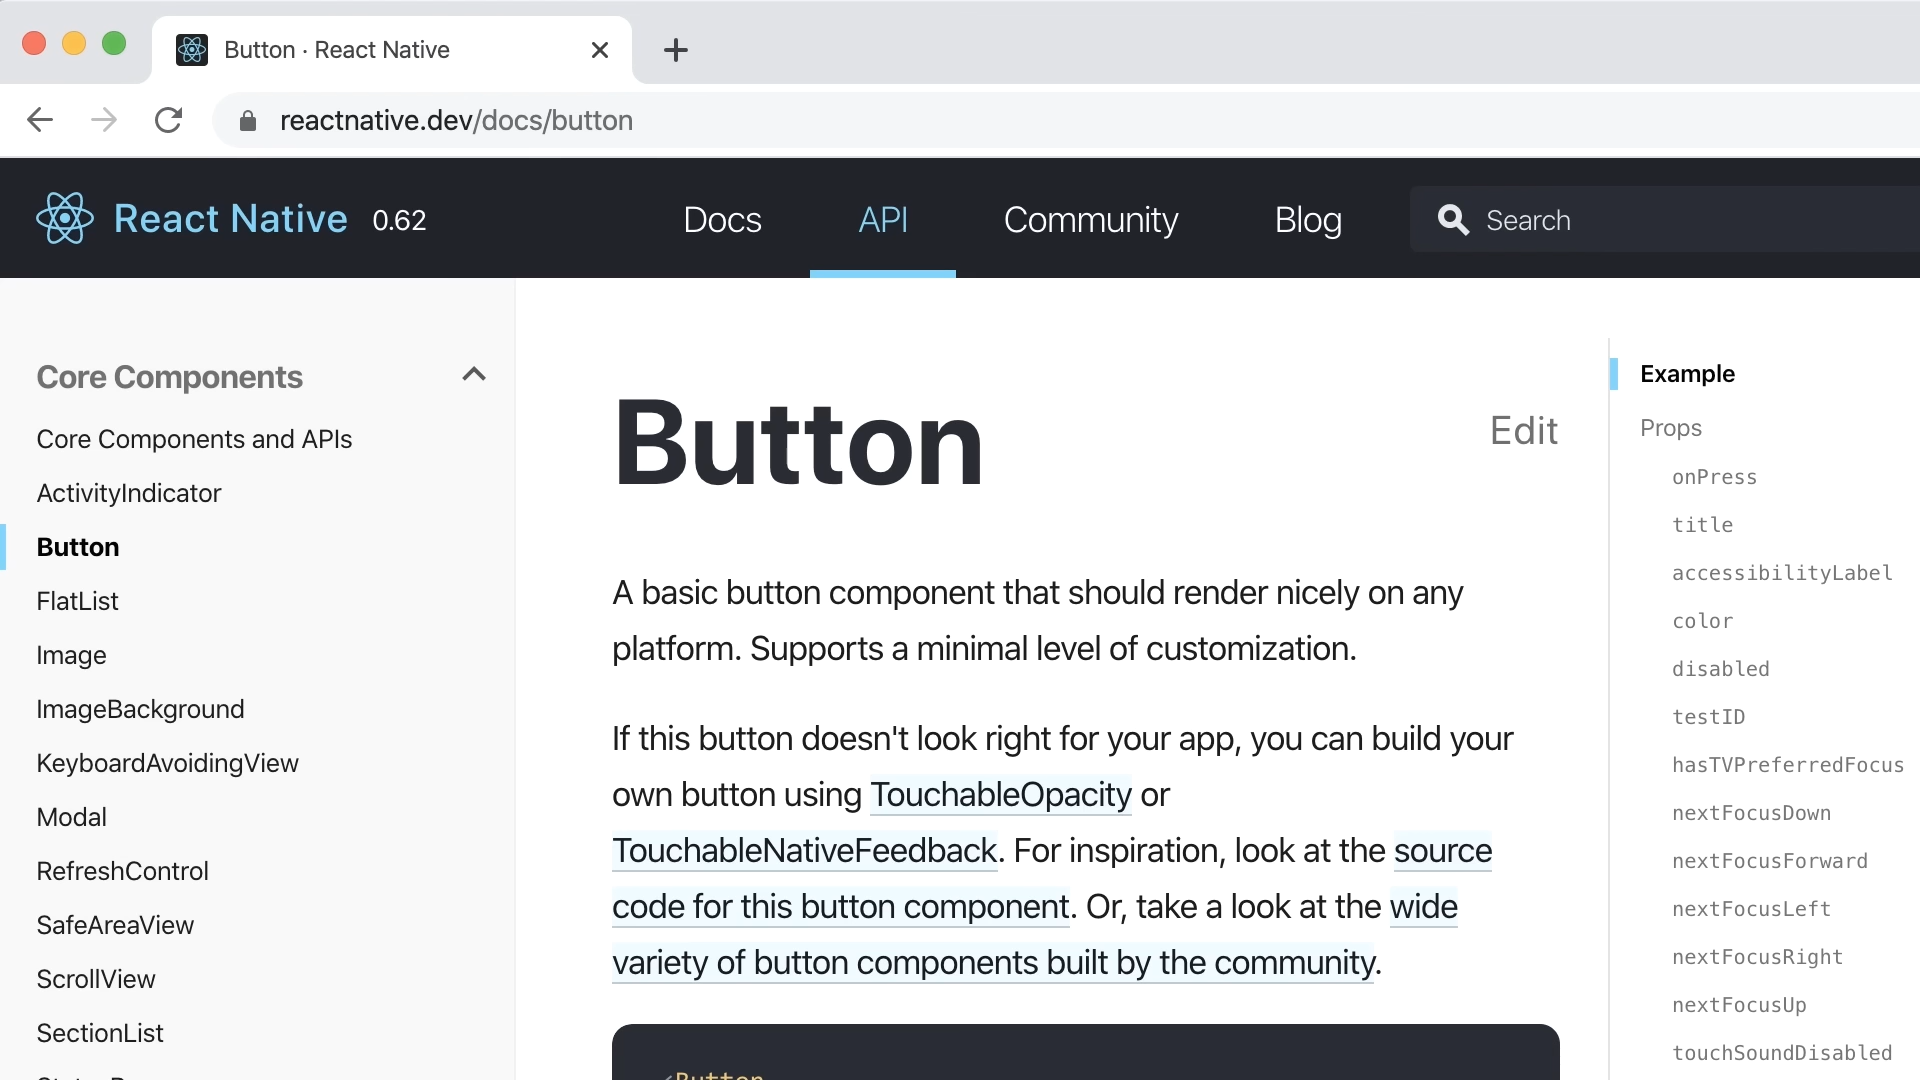 Button · React Native
reactnative.dev/docs/button
React Native 0.62
Docs
API
Community
Blog
Search
Core Components
Core Components and APIs
ActivityIndicator
Button
FlatList
Image
ImageBackground
KeyboardAvoidingView
Modal
RefreshControl
SafeAreaView
ScrollView
SectionList
Button
Edit
A basic button component that should render nicely on any
platform. Supports a minimal level of customization.
If this button doesn't look right for your app, you can build your
own button using TouchableOpacity or
TouchableNativeFeedback. For inspiration, look at the source
code for this button component. Or, take a look at the wide
variety of button components built by the community.
<Button
Example
Props
onPress
title
accessibilityLabel
color
disabled
testID
hasTVPreferredFocus
nextFocusDown
nextFocusForward
nextFocusLeft
nextFocusRight
nextFocusUp
touchSoundDisabled